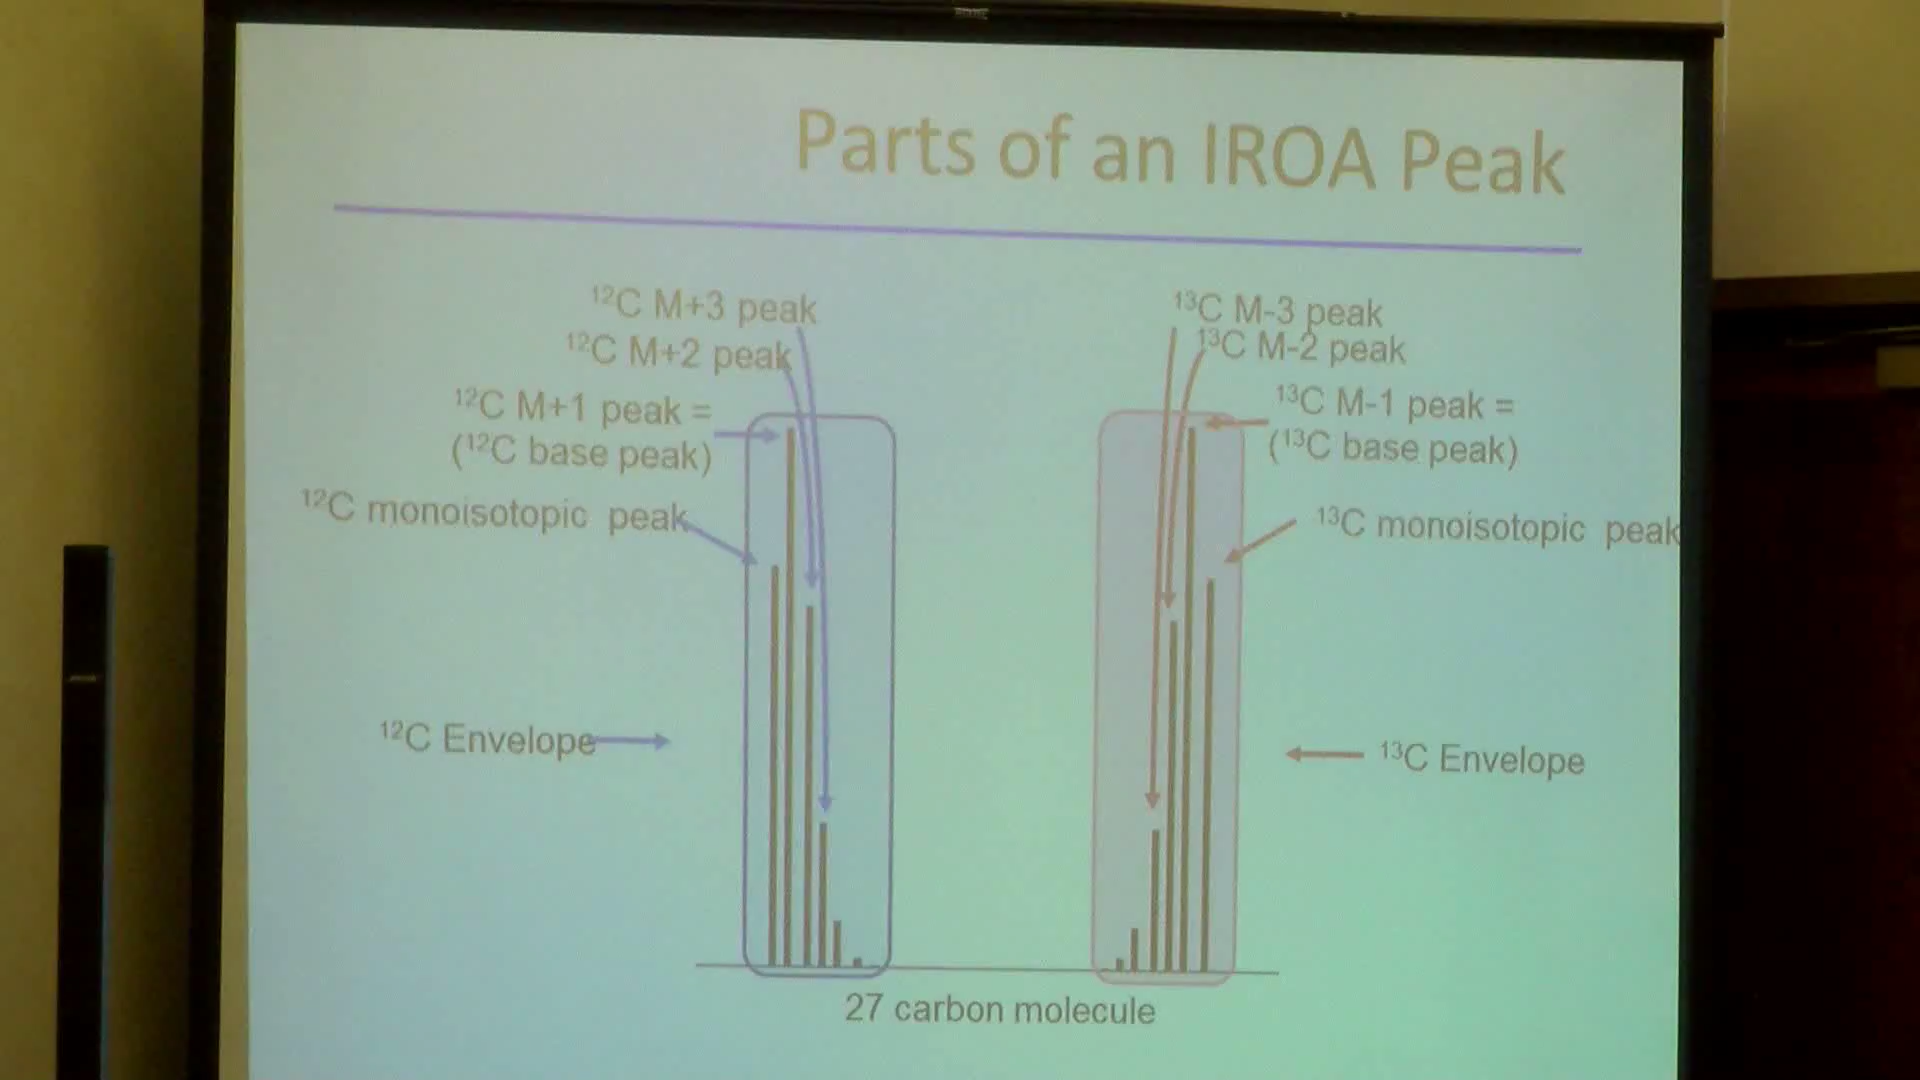 Parts of an IROA Peak
¹²C M+3 peak
¹²C M+2 peak
¹²C M+1 peak =
(¹²C base peak)
¹²C monoisotopic peak
¹²C Envelope
¹³C M-3 peak
¹³C M-2 peak
¹³C M-1 peak =
(¹³C base peak)
¹³C monoisotopic peak
¹³C Envelope
27 carbon molecule